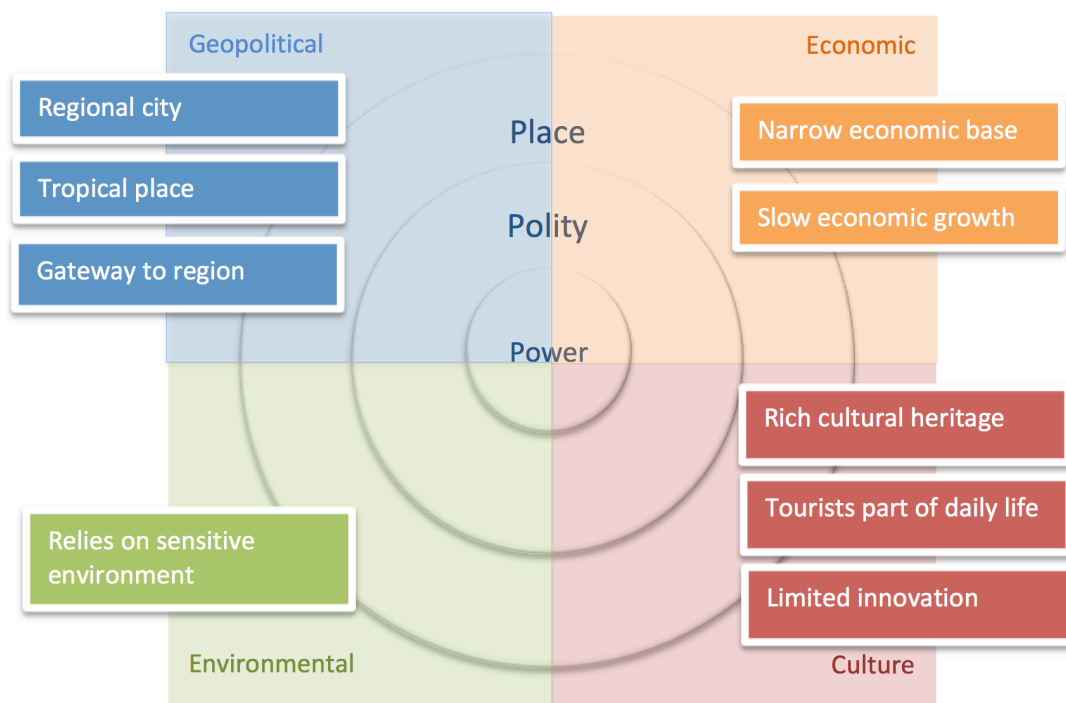 Geopolitical
Economic
Regional city
Tropical place
Gateway to region
Place
Polity
Power
Narrow economic base
Slow economic growth
Relies on sensitive
environment
Environmental
Rich cultural heritage
Tourists part of daily life
Limited innovation
Culture